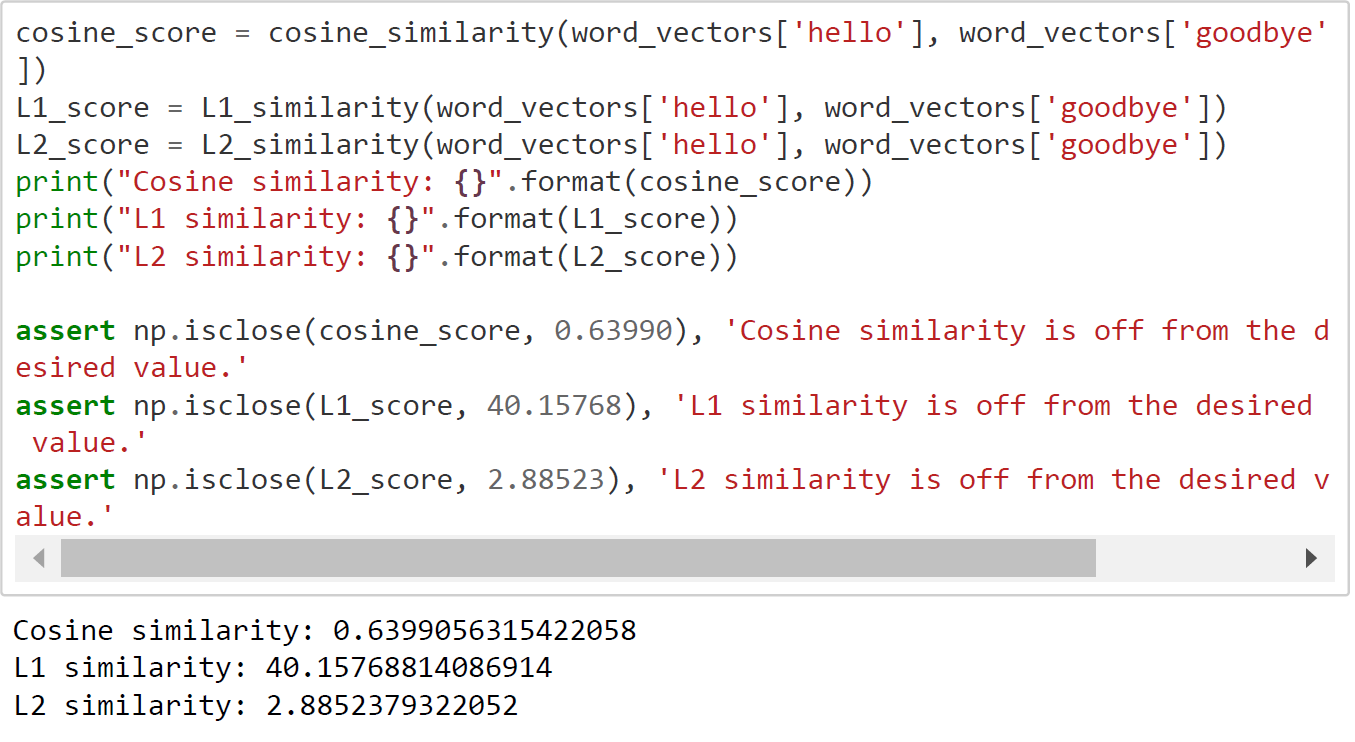 cosine_score = cosine_similarity(word_vectors['hello'], word_vectors['goodbye'
])
L1_score = L1_similarity(word_vectors['hello'], word_vectors['goodbye'])
L2_score = L2_similarity(word_vectors['hello'], word_vectors['goodbye'])
print("Cosine similarity: {}".format(cosine_score))
print("L1 similarity: {}".format(L1_score))
print("L2 similarity: {}".format(L2_score))
assert np.isclose(cosine_score, 0.63990), 'Cosine similarity is off from the d
esired value.'
assert np.isclose(L1_score, 40.15768), 'L1 similarity is off from the desired
 value.'
assert np.isclose(L2_score, 2.88523), 'L2 similarity is off from the desired v
alue.'
Cosine similarity: 0.6399056315422058
L1 similarity: 40.15768814086914
L2 similarity: 2.8852379322052